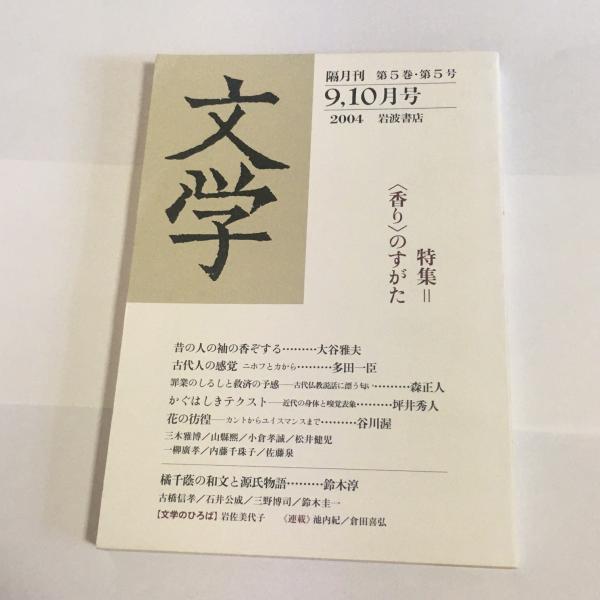 文学
隔月刊 第5巻・第5号
9,10月号
2004 岩波書店
特集＝
〈香り〉のすがた
昔の人の袖の香ぞする………大谷雅夫
古代人の感覚 ニホフとカから………多田一臣
罪業のしるしと救済の予感——古代仏教説話に漂う匂い………森正人
かぐはしきテクスト——近代の身体と嗅覚表象………坪井秀人
花の彷徨——カントからユイスマンスまで………谷川渥
三木雅博／山縣熙／小倉孝誠／松井健児
一柳廣孝／内藤千珠子／佐藤泉
橘千蔭の和文と源氏物語………鈴木淳
古橋信孝／石井公成／三野博司／鈴木圭一
【文学のひろば】岩佐美代子 《連載》池内紀／倉田喜弘